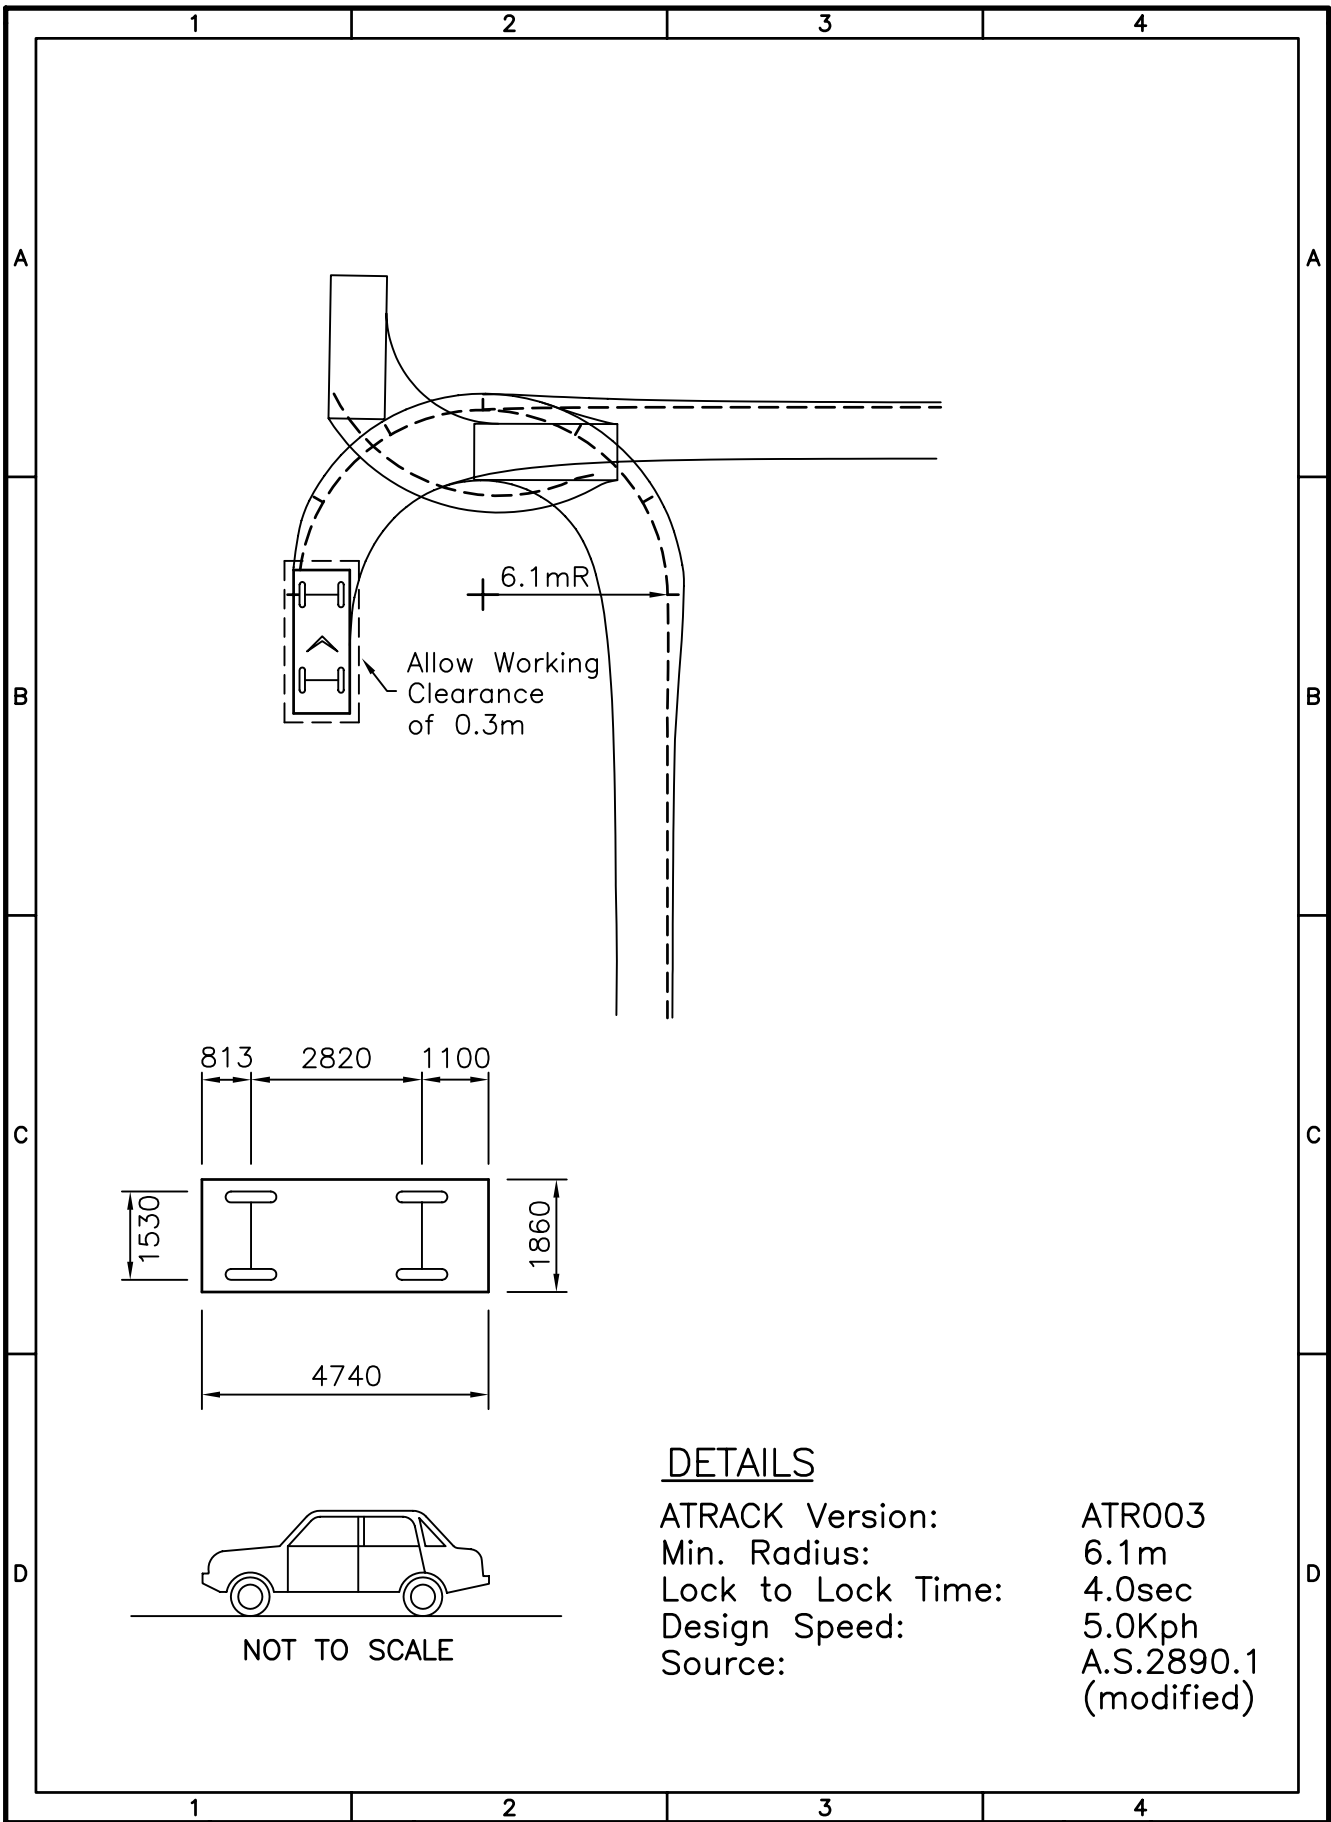 1 2 3 4
A A
6.1mR
Allow Working
Clearance
of 0.3m
B B
813 2820 1100
C C
1530
1860
4740
DETAILS
ATRACK Version: ATR003
Min. Radius: 6.1m
Lock to Lock Time: 4.0sec
Design Speed: 5.0Kph
Source: A.S.2890.1
(modified)
D D
NOT TO SCALE
1 2 3 4